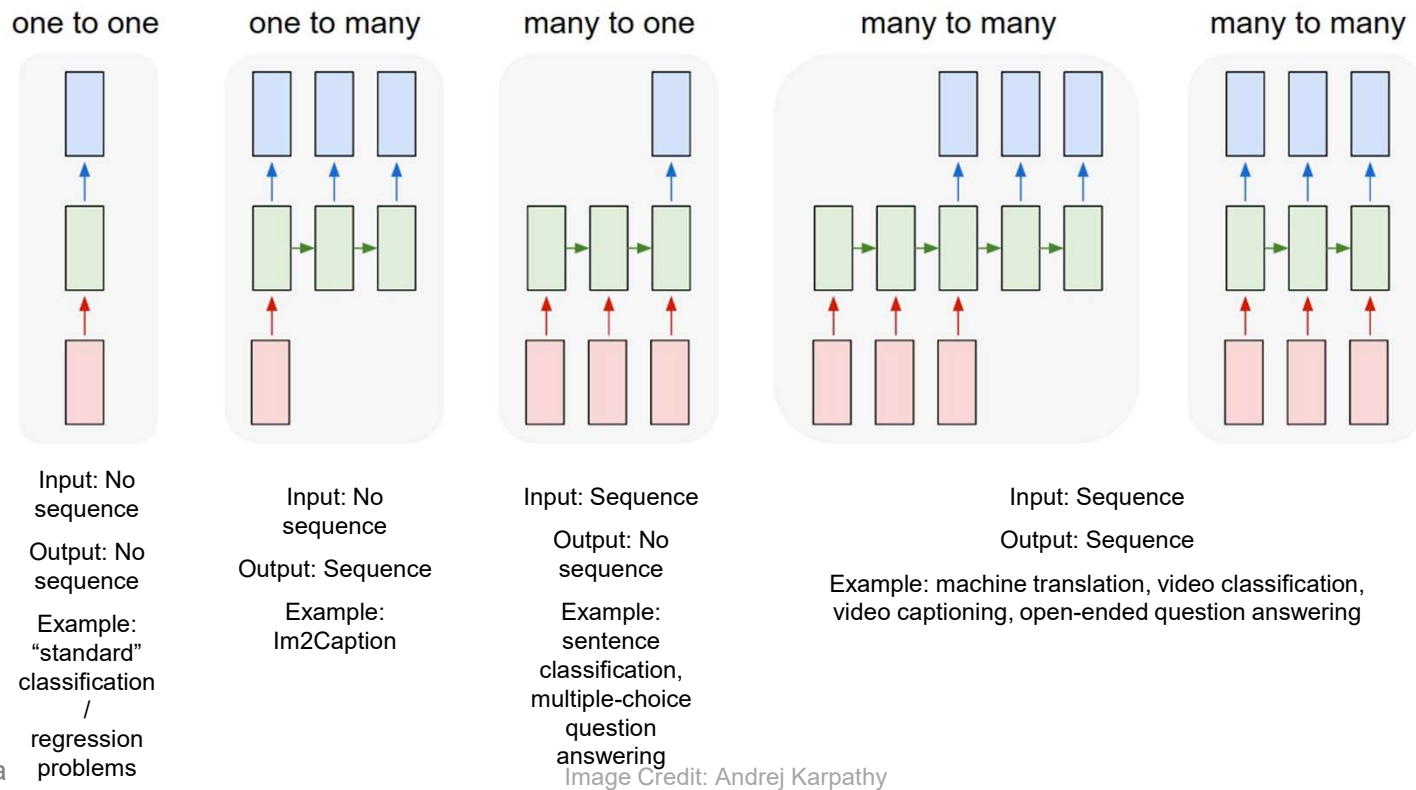 one to one
one to many
many to one
many to many
many to many
Input: No
sequence
Output: No
sequence
Example:
“standard”
classification
/
regression
problems
Input: No
sequence
Output: Sequence
Example:
Im2Caption
Input: Sequence
Output: No
sequence
Example:
sentence
classification,
multiple-choice
question
answering
Input: Sequence
Output: Sequence
Example: machine translation, video classification,
video captioning, open-ended question answering
a
Image Credit: Andrej Karpathy